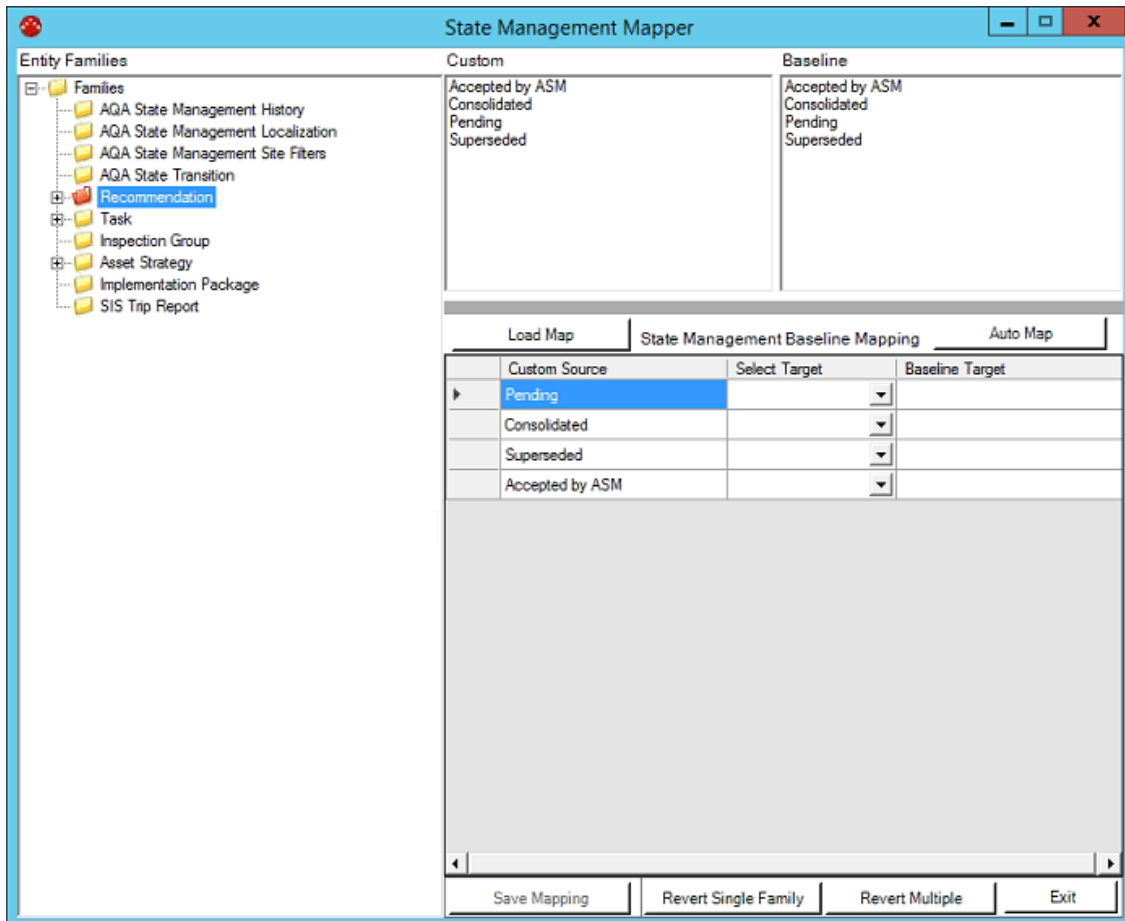 State Management Mapper
Entity Families
Families
AQA State Management History
AQA State Management Localization
AQA State Management Site Filters
AQA State Transition
Recommendation
Task
Inspection Group
Asset Strategy
Implementation Package
SIS Trip Report
Custom
Accepted by ASM
Consolidated
Pending
Superseded
Baseline
Accepted by ASM
Consolidated
Pending
Superseded
Load Map State Management Baseline Mapping Auto Map
Custom Source Select Target Baseline Target
Pending
Consolidated
Superseded
Accepted by ASM
Save Mapping Revert Single Family Revert Multiple Exit